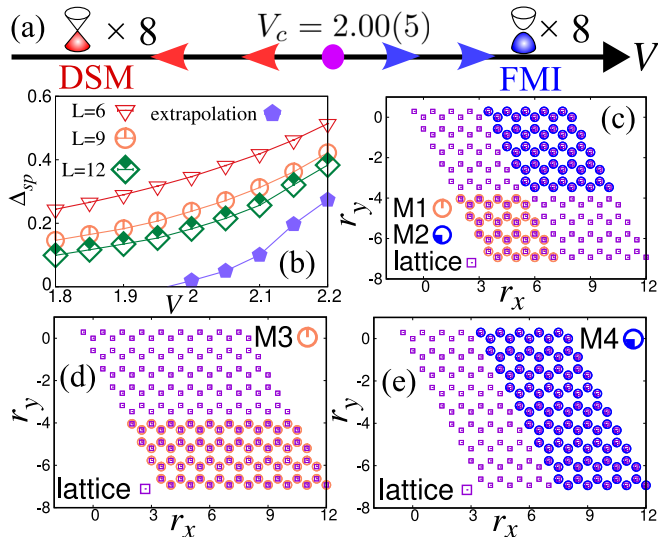 (a) × 8 V_c = 2.00(5) × 8 V
DSM FMI
0.6
0.4
0.2
0
Δ_sp
L=6
L=9
L=12
extrapolation
(b)
1.8 1.9 2 2.1 2.2
V
(c)
M1
M2
lattice
r_y
0
-2
-4
-6
-8
0 3 6 9 12
r_x
(d)
M3
lattice
r_y
0
-2
-4
-6
-8
0 3 6 9 12
r_x
(e)
M4
lattice
r_y
0
-2
-4
-6
-8
0 3 6 9 12
r_x